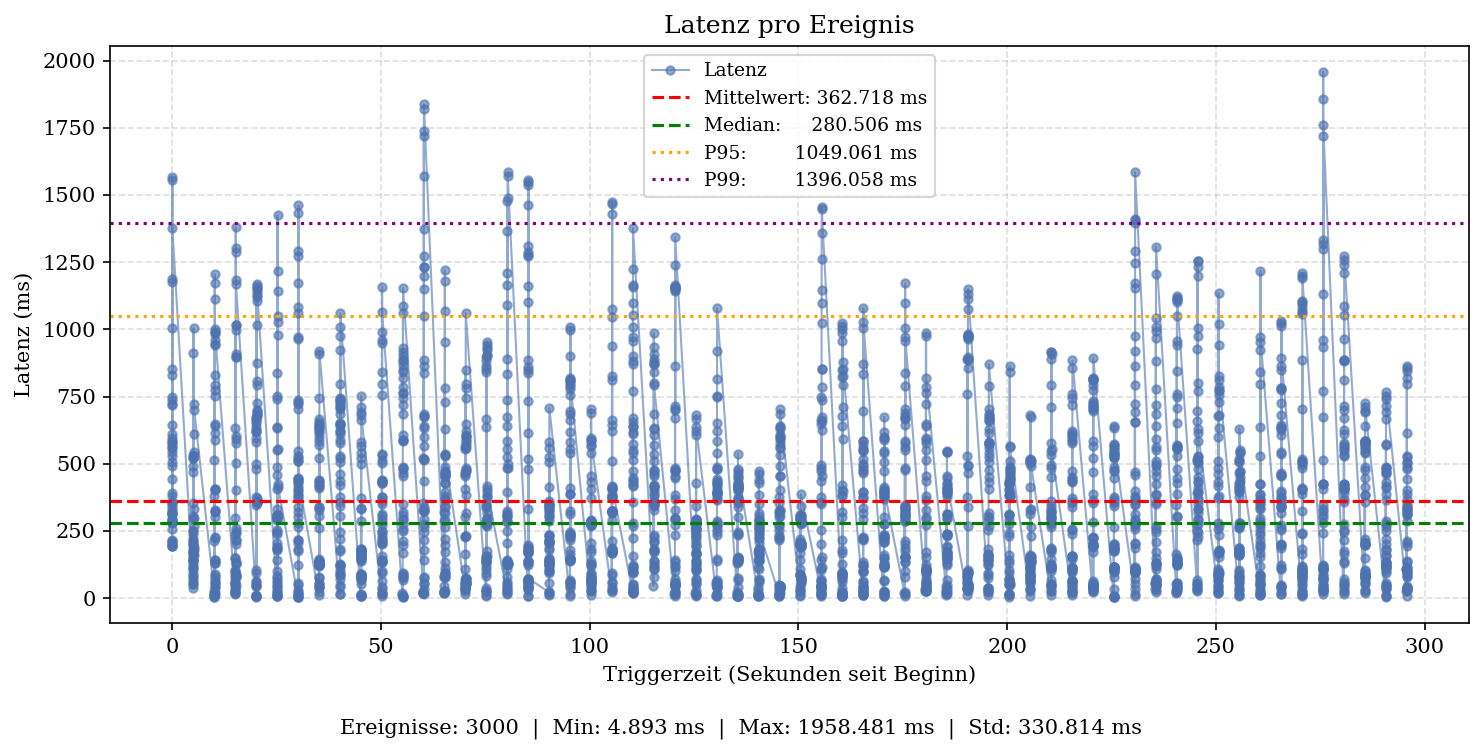 Latenz pro Ereignis
Latenz
Mittelwert: 362.718 ms
Median: 280.506 ms
P95: 1049.061 ms
P99: 1396.058 ms
Latenz (ms)
2000
1750
1500
1250
1000
750
500
250
0
0 50 100 150 200 250 300
Triggerzeit (Sekunden seit Beginn)
Ereignisse: 3000 | Min: 4.893 ms | Max: 1958.481 ms | Std: 330.814 ms